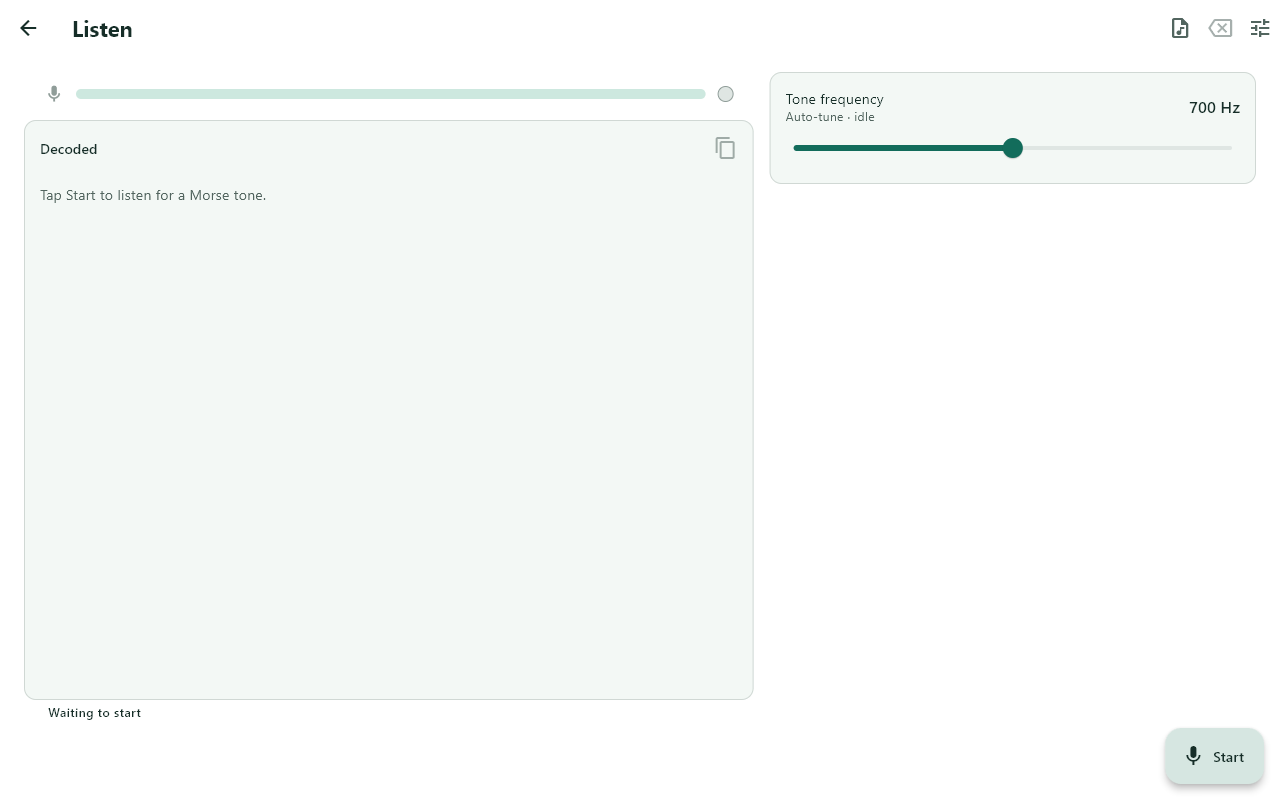 Listen
Decoded
Tap Start to listen for a Morse tone.
Waiting to start
Tone frequency
Auto-tune · idle
700 Hz
Start